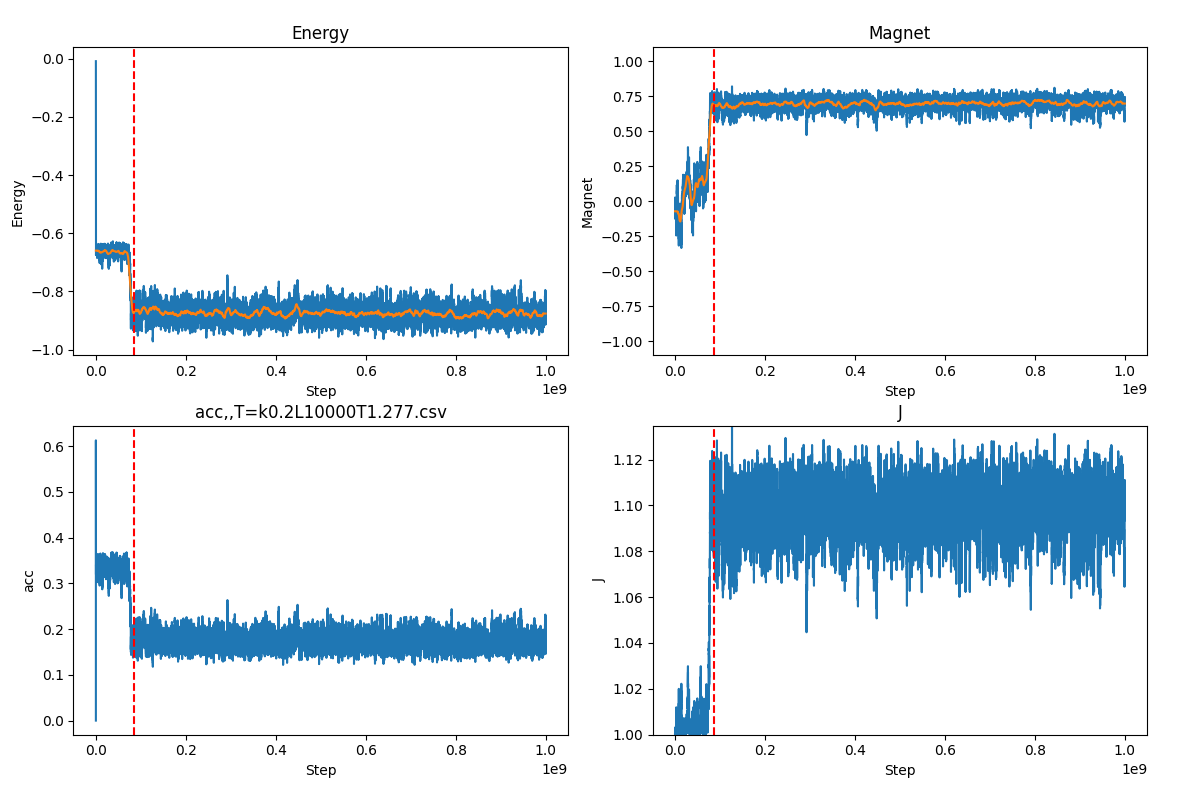 Energy
Energy
0.0
−0.2
−0.4
−0.6
−0.8
−1.0
0.0 0.2 0.4 0.6 0.8 1.0
1e9
Step
Magnet
Magnet
1.00
0.75
0.50
0.25
0.00
−0.25
−0.50
−0.75
−1.00
0.0 0.2 0.4 0.6 0.8 1.0
1e9
Step
acc,,T=k0.2L10000T1.277.csv
acc
0.6
0.5
0.4
0.3
0.2
0.1
0.0
0.0 0.2 0.4 0.6 0.8 1.0
1e9
Step
J
J
1.12
1.10
1.08
1.06
1.04
1.02
1.00
0.0 0.2 0.4 0.6 0.8 1.0
1e9
Step